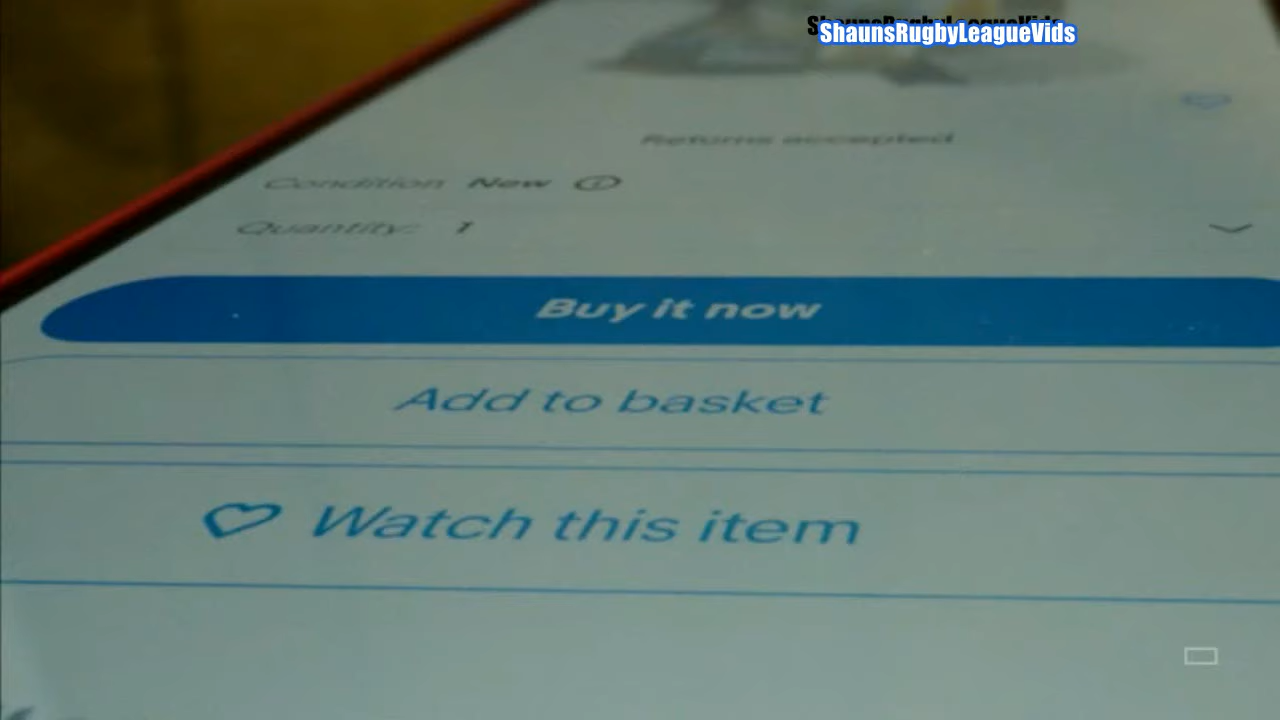 ShaunsRugbyLeagueVids
Returns accepted
Condition New
Quantity: 1
Buy it now
Add to basket
Watch this item